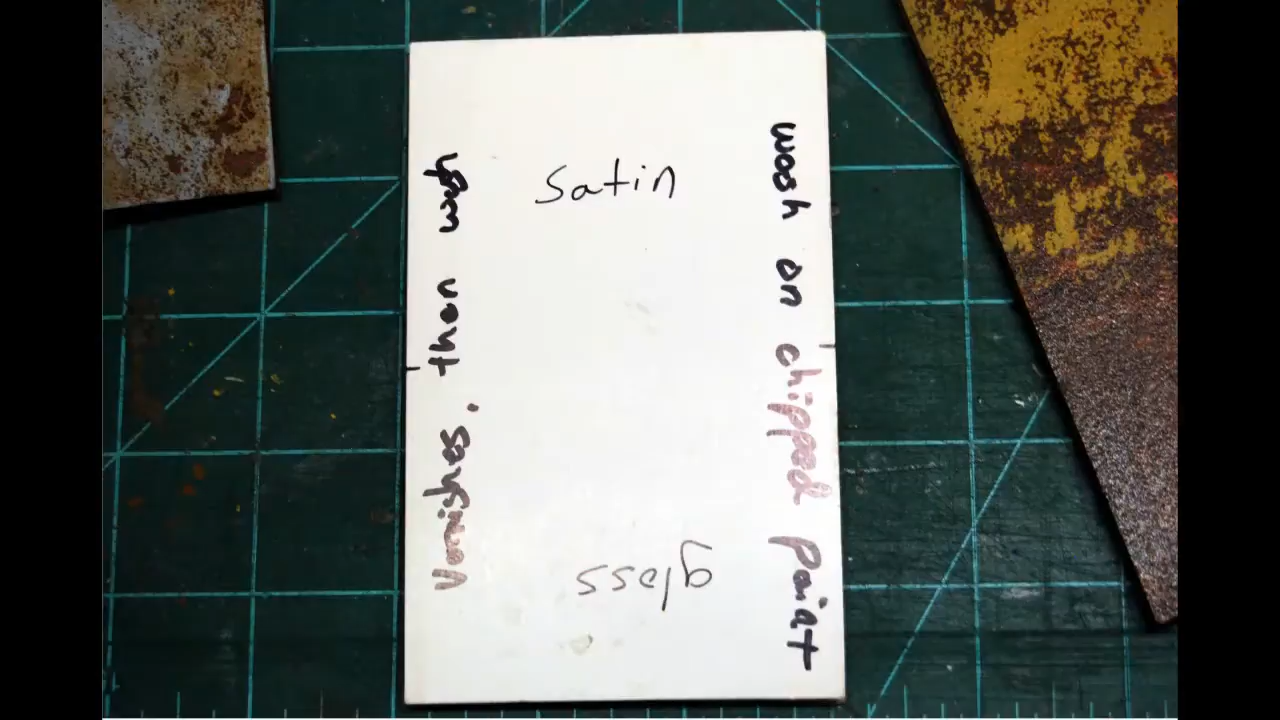 Satin
wash on chipped paint
Varnishes. then wash
gloss